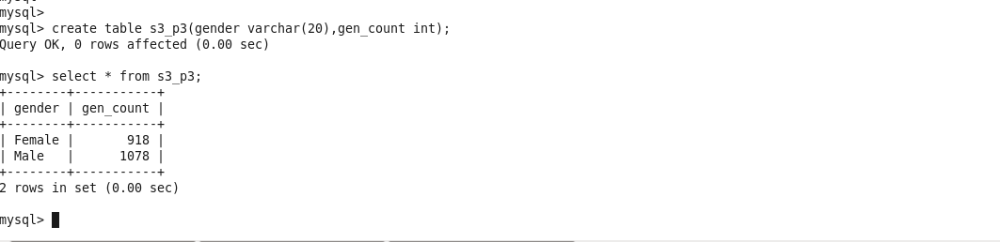 mysql>
mysql> create table s3_p3(gender varchar(20),gen_count int);
Query OK, 0 rows affected (0.00 sec)
mysql> select * from s3_p3;
+--------+-----------+
| gender | gen_count |
+--------+-----------+
| Female |       918 |
| Male   |      1078 |
+--------+-----------+
2 rows in set (0.00 sec)
mysql>